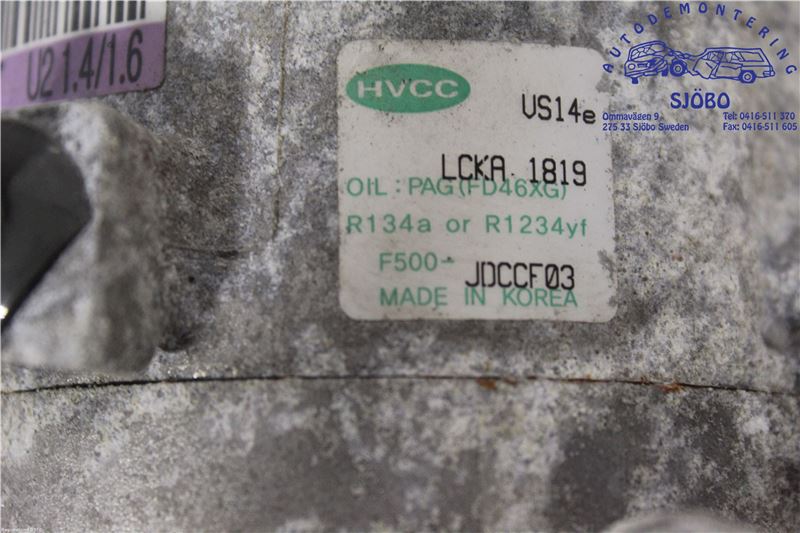 U2 1.4/1.6
HVCC
VS14e
LCKA 1819
OIL : PAG(FD46XG)
R134a or R1234yf
F500- JDCCF03
MADE IN KOREA
AUTODEMONTERING
SJÖBO
Ommavägen 9
275 33 Sjöbo Sweden
Tel: 0416-511 370
Fax: 0416-511 605